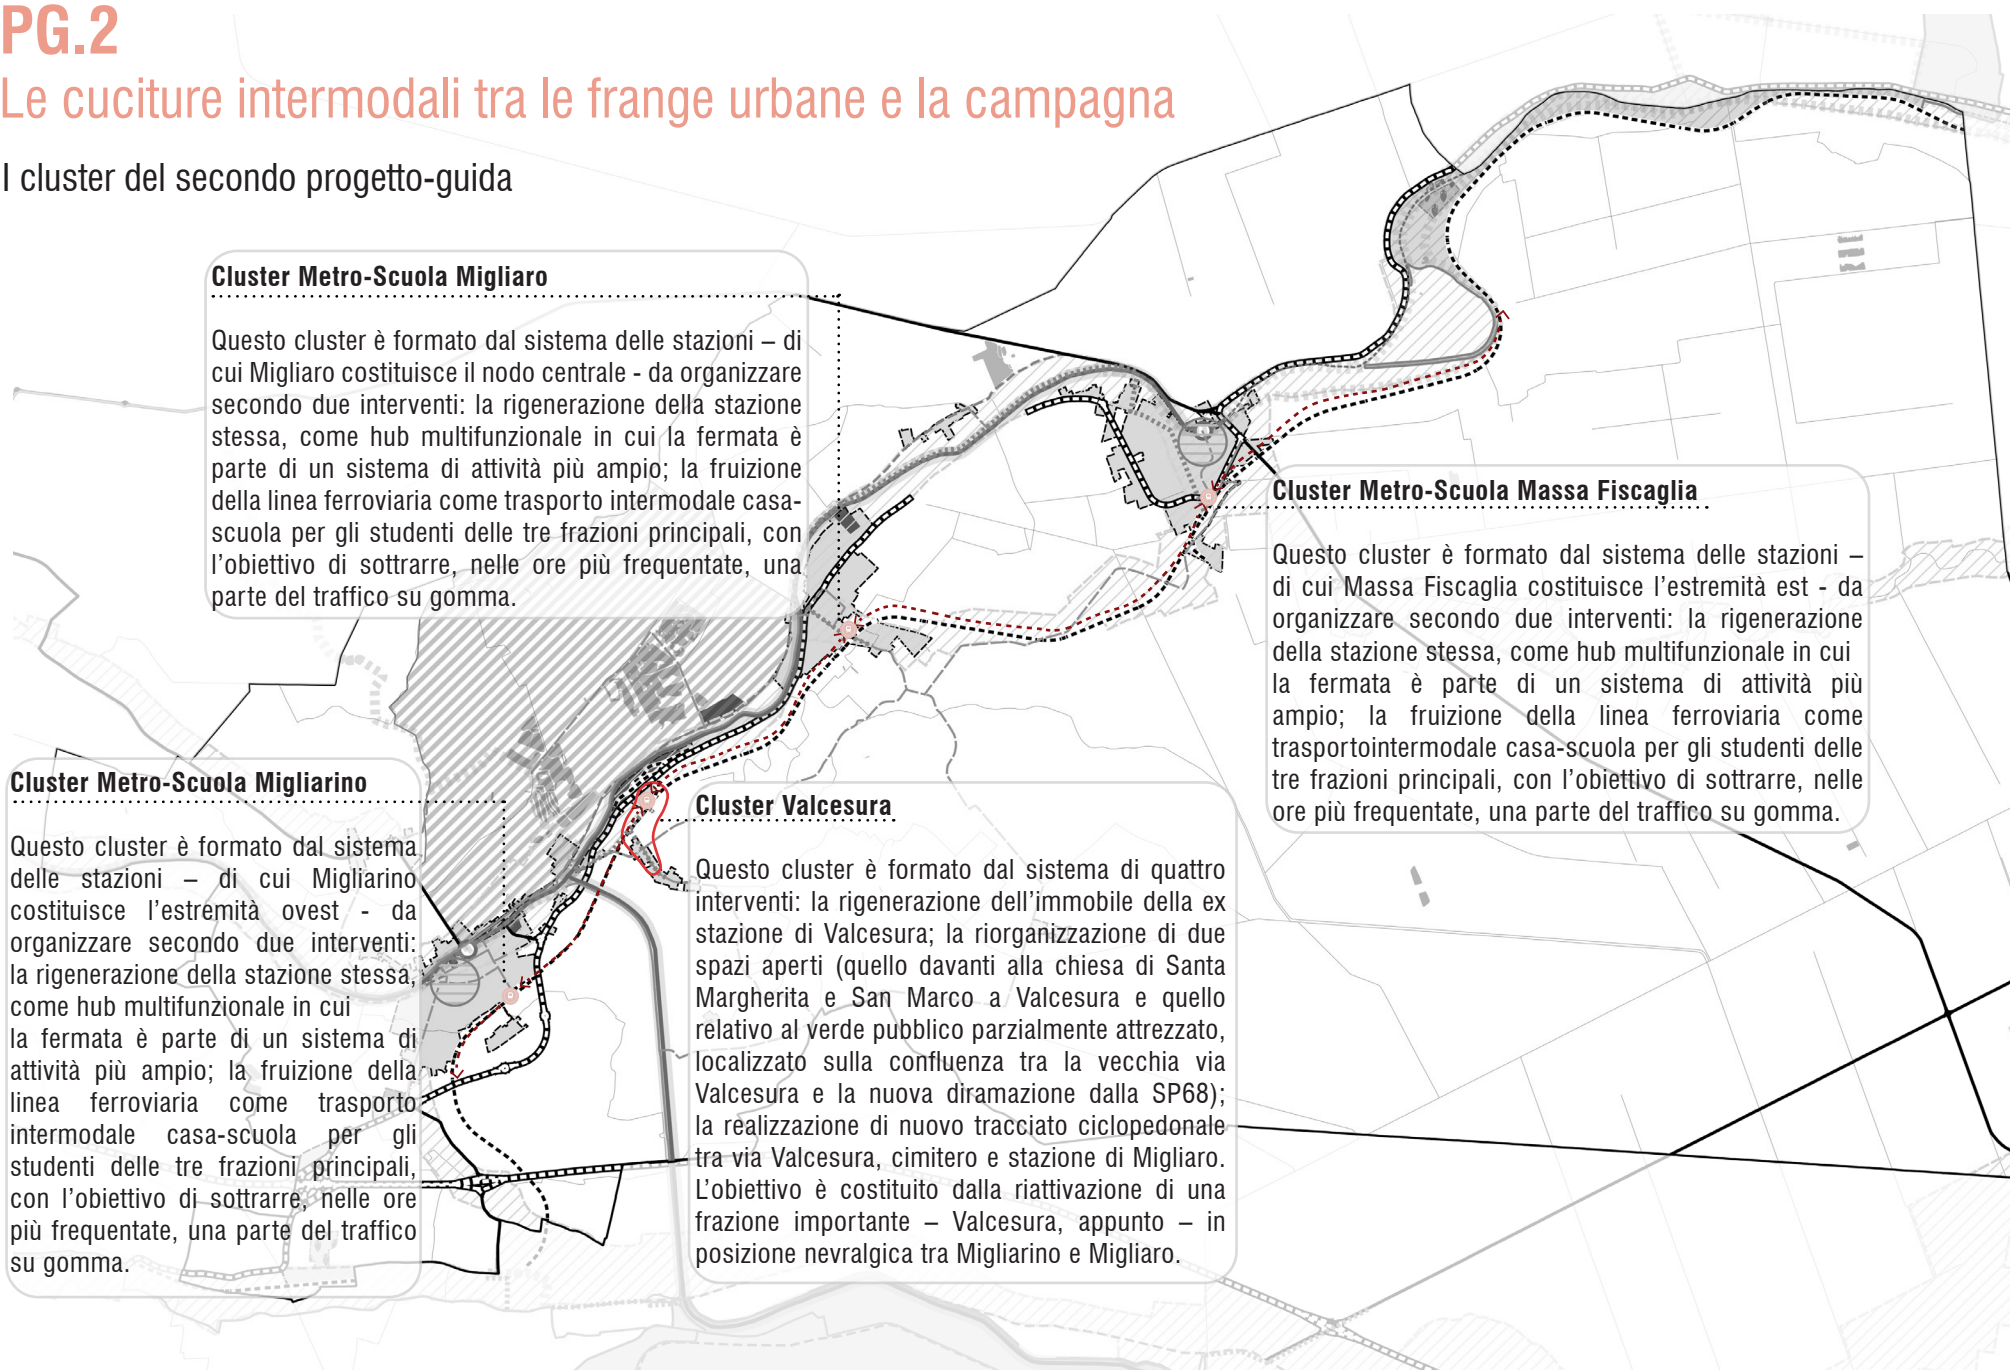 PG.2
Le cuciture intermodali tra le frange urbane e la campagna
I cluster del secondo progetto-guida
Cluster Metro-Scuola Migliaro
Questo cluster è formato dal sistema delle stazioni – di
cui Migliaro costituisce il nodo centrale - da organizzare
secondo due interventi: la rigenerazione della stazione
stessa, come hub multifunzionale in cui la fermata è
parte di un sistema di attività più ampio; la fruizione
della linea ferroviaria come trasporto intermodale casa-
scuola per gli studenti delle tre frazioni principali, con
l’obiettivo di sottrarre, nelle ore più frequentate, una
parte del traffico su gomma.
Cluster Metro-Scuola Massa Fiscaglia
Questo cluster è formato dal sistema delle stazioni –
di cui Massa Fiscaglia costituisce l’estremità est - da
organizzare secondo due interventi: la rigenerazione
della stazione stessa, come hub multifunzionale in cui
la fermata è parte di un sistema di attività più
ampio; la fruizione della linea ferroviaria come
trasportointermodale casa-scuola per gli studenti delle
tre frazioni principali, con l’obiettivo di sottrarre, nelle
ore più frequentate, una parte del traffico su gomma.
Cluster Metro-Scuola Migliarino
Questo cluster è formato dal sistema
delle stazioni – di cui Migliarino
costituisce l’estremità ovest - da
organizzare secondo due interventi:
la rigenerazione della stazione stessa,
come hub multifunzionale in cui
la fermata è parte di un sistema di
attività più ampio; la fruizione della
linea ferroviaria come trasporto
intermodale casa-scuola per gli
studenti delle tre frazioni principali,
con l’obiettivo di sottrarre, nelle ore
più frequentate, una parte del traffico
su gomma.
Cluster Valcesura
Questo cluster è formato dal sistema di quattro
interventi: la rigenerazione dell’immobile della ex
stazione di Valcesura; la riorganizzazione di due
spazi aperti (quello davanti alla chiesa di Santa
Margherita e San Marco a Valcesura e quello
relativo al verde pubblico parzialmente attrezzato,
localizzato sulla confluenza tra la vecchia via
Valcesura e la nuova diramazione dalla SP68);
la realizzazione di nuovo tracciato ciclopedonale
tra via Valcesura, cimitero e stazione di Migliaro.
L’obiettivo è costituito dalla riattivazione di una
frazione importante – Valcesura, appunto – in
posizione nevralgica tra Migliarino e Migliaro.